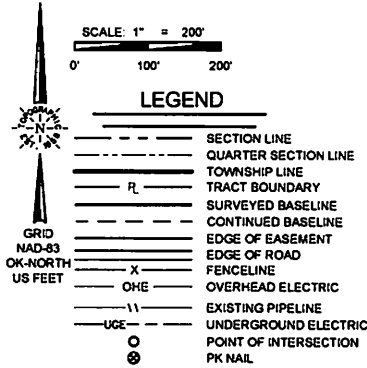 SCALE: 1" = 200'
0' 100' 200'
LEGEND
N
SECTION LINE
QUARTER SECTION LINE
TOWNSHIP LINE
PL TRACT BOUNDARY
SURVEYED BASELINE
CONTINUED BASELINE
EDGE OF EASEMENT
EDGE OF ROAD
X FENCELINE
OHE OVERHEAD ELECTRIC
\\ EXISTING PIPELINE
UGE UNDERGROUND ELECTRIC
POINT OF INTERSECTION
PK NAIL
GRID
NAD-83
OK-NORTH
US FEET